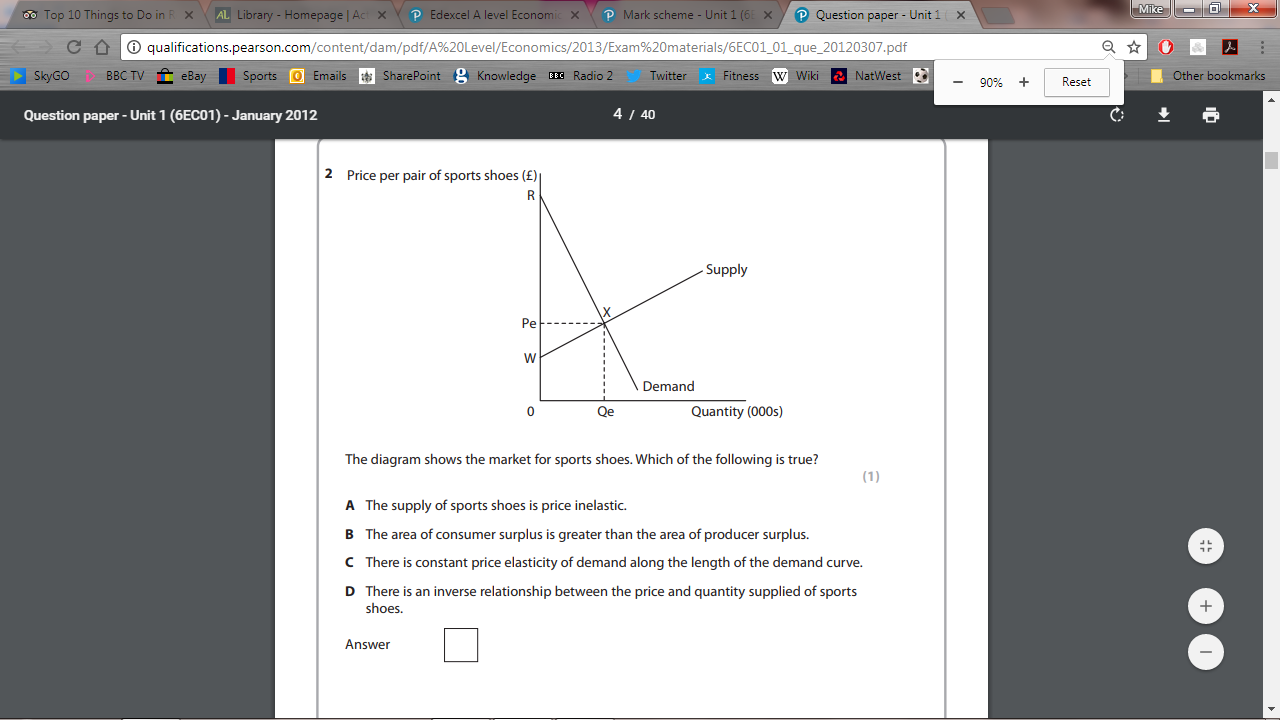 Top 10 Things to Do in R
Library - Homepage | Ac
Edexcel A level Economic
Mark scheme - Unit 1 (6E
Question paper - Unit 1 (
Mike
qualifications.pearson.com/content/dam/pdf/A%20Level/Economics/2013/Exam%20materials/6EC01_01_que_20120307.pdf
SkyGO
BBC TV
eBay
Sports
Emails
SharePoint
Knowledge
BBC
Radio 2
Twitter
Fitness
Wiki
NatWest
Other bookmarks
− 90% + Reset
Question paper - Unit 1 (6EC01) - January 2012
4 / 40
2 Price per pair of sports shoes (£)
R
Supply
X
Pe
W
Demand
0 Qe Quantity (000s)
The diagram shows the market for sports shoes. Which of the following is true?
(1)
A The supply of sports shoes is price inelastic.
B The area of consumer surplus is greater than the area of producer surplus.
C There is constant price elasticity of demand along the length of the demand curve.
D There is an inverse relationship between the price and quantity supplied of sports
shoes.
Answer